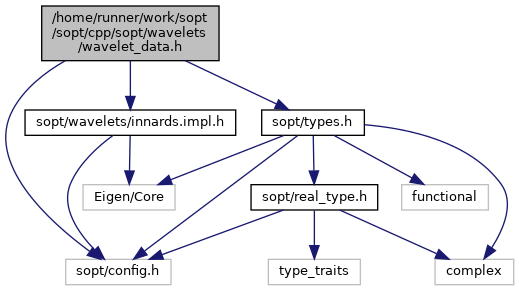 /home/runner/work/sopt
/sopt/cpp/sopt/wavelets
/wavelet_data.h
sopt/wavelets/innards.impl.h
sopt/types.h
Eigen/Core
sopt/real_type.h
functional
sopt/config.h
type_traits
complex